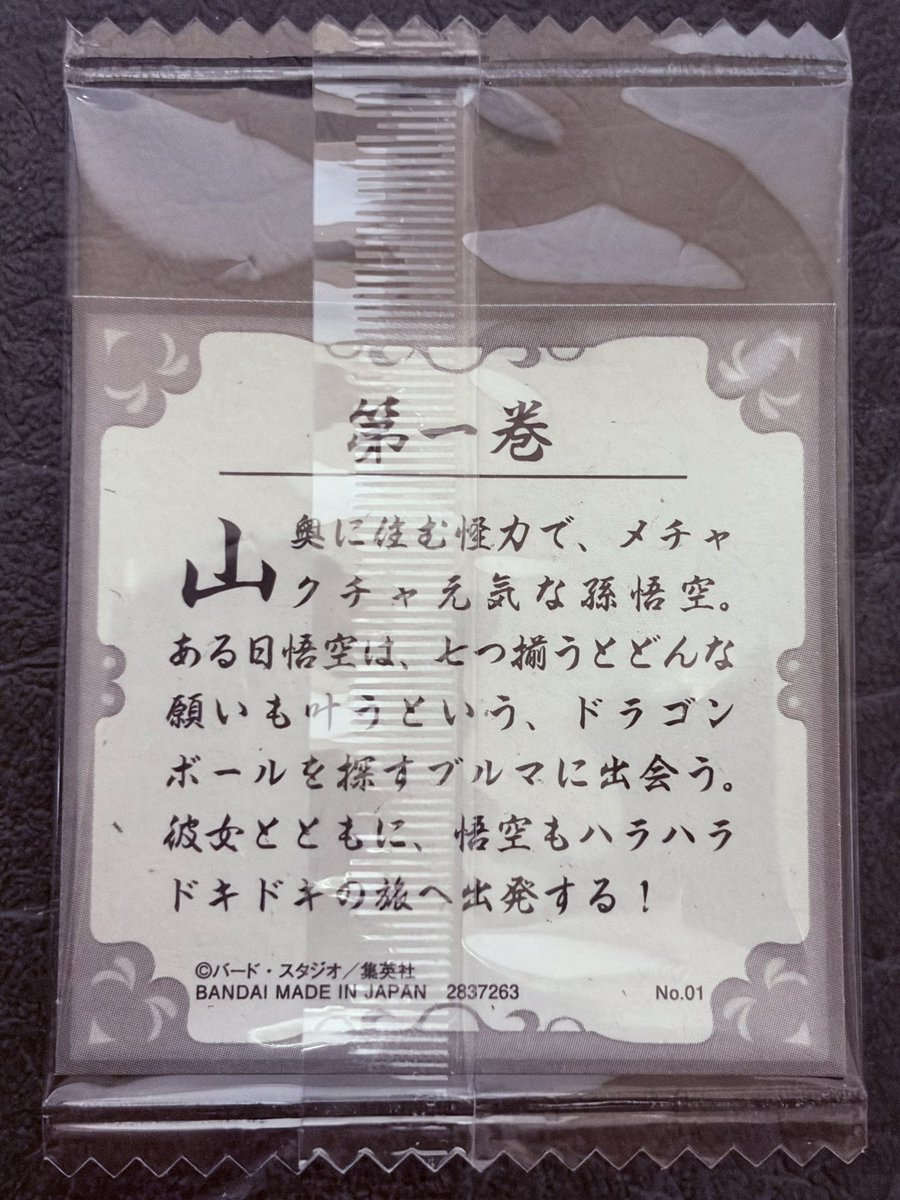 第一巻
山奥に住む怪力で、メチャ
クチャ元気な孫悟空。
ある日悟空は、七つ揃うとどんな
願いも叶うという、ドラゴン
ボールを探すブルマに出会う。
彼女とともに、悟空もハラハラ
ドキドキの旅へ出発する！
©バード・スタジオ／集英社
BANDAI MADE IN JAPAN 2837263 No.01